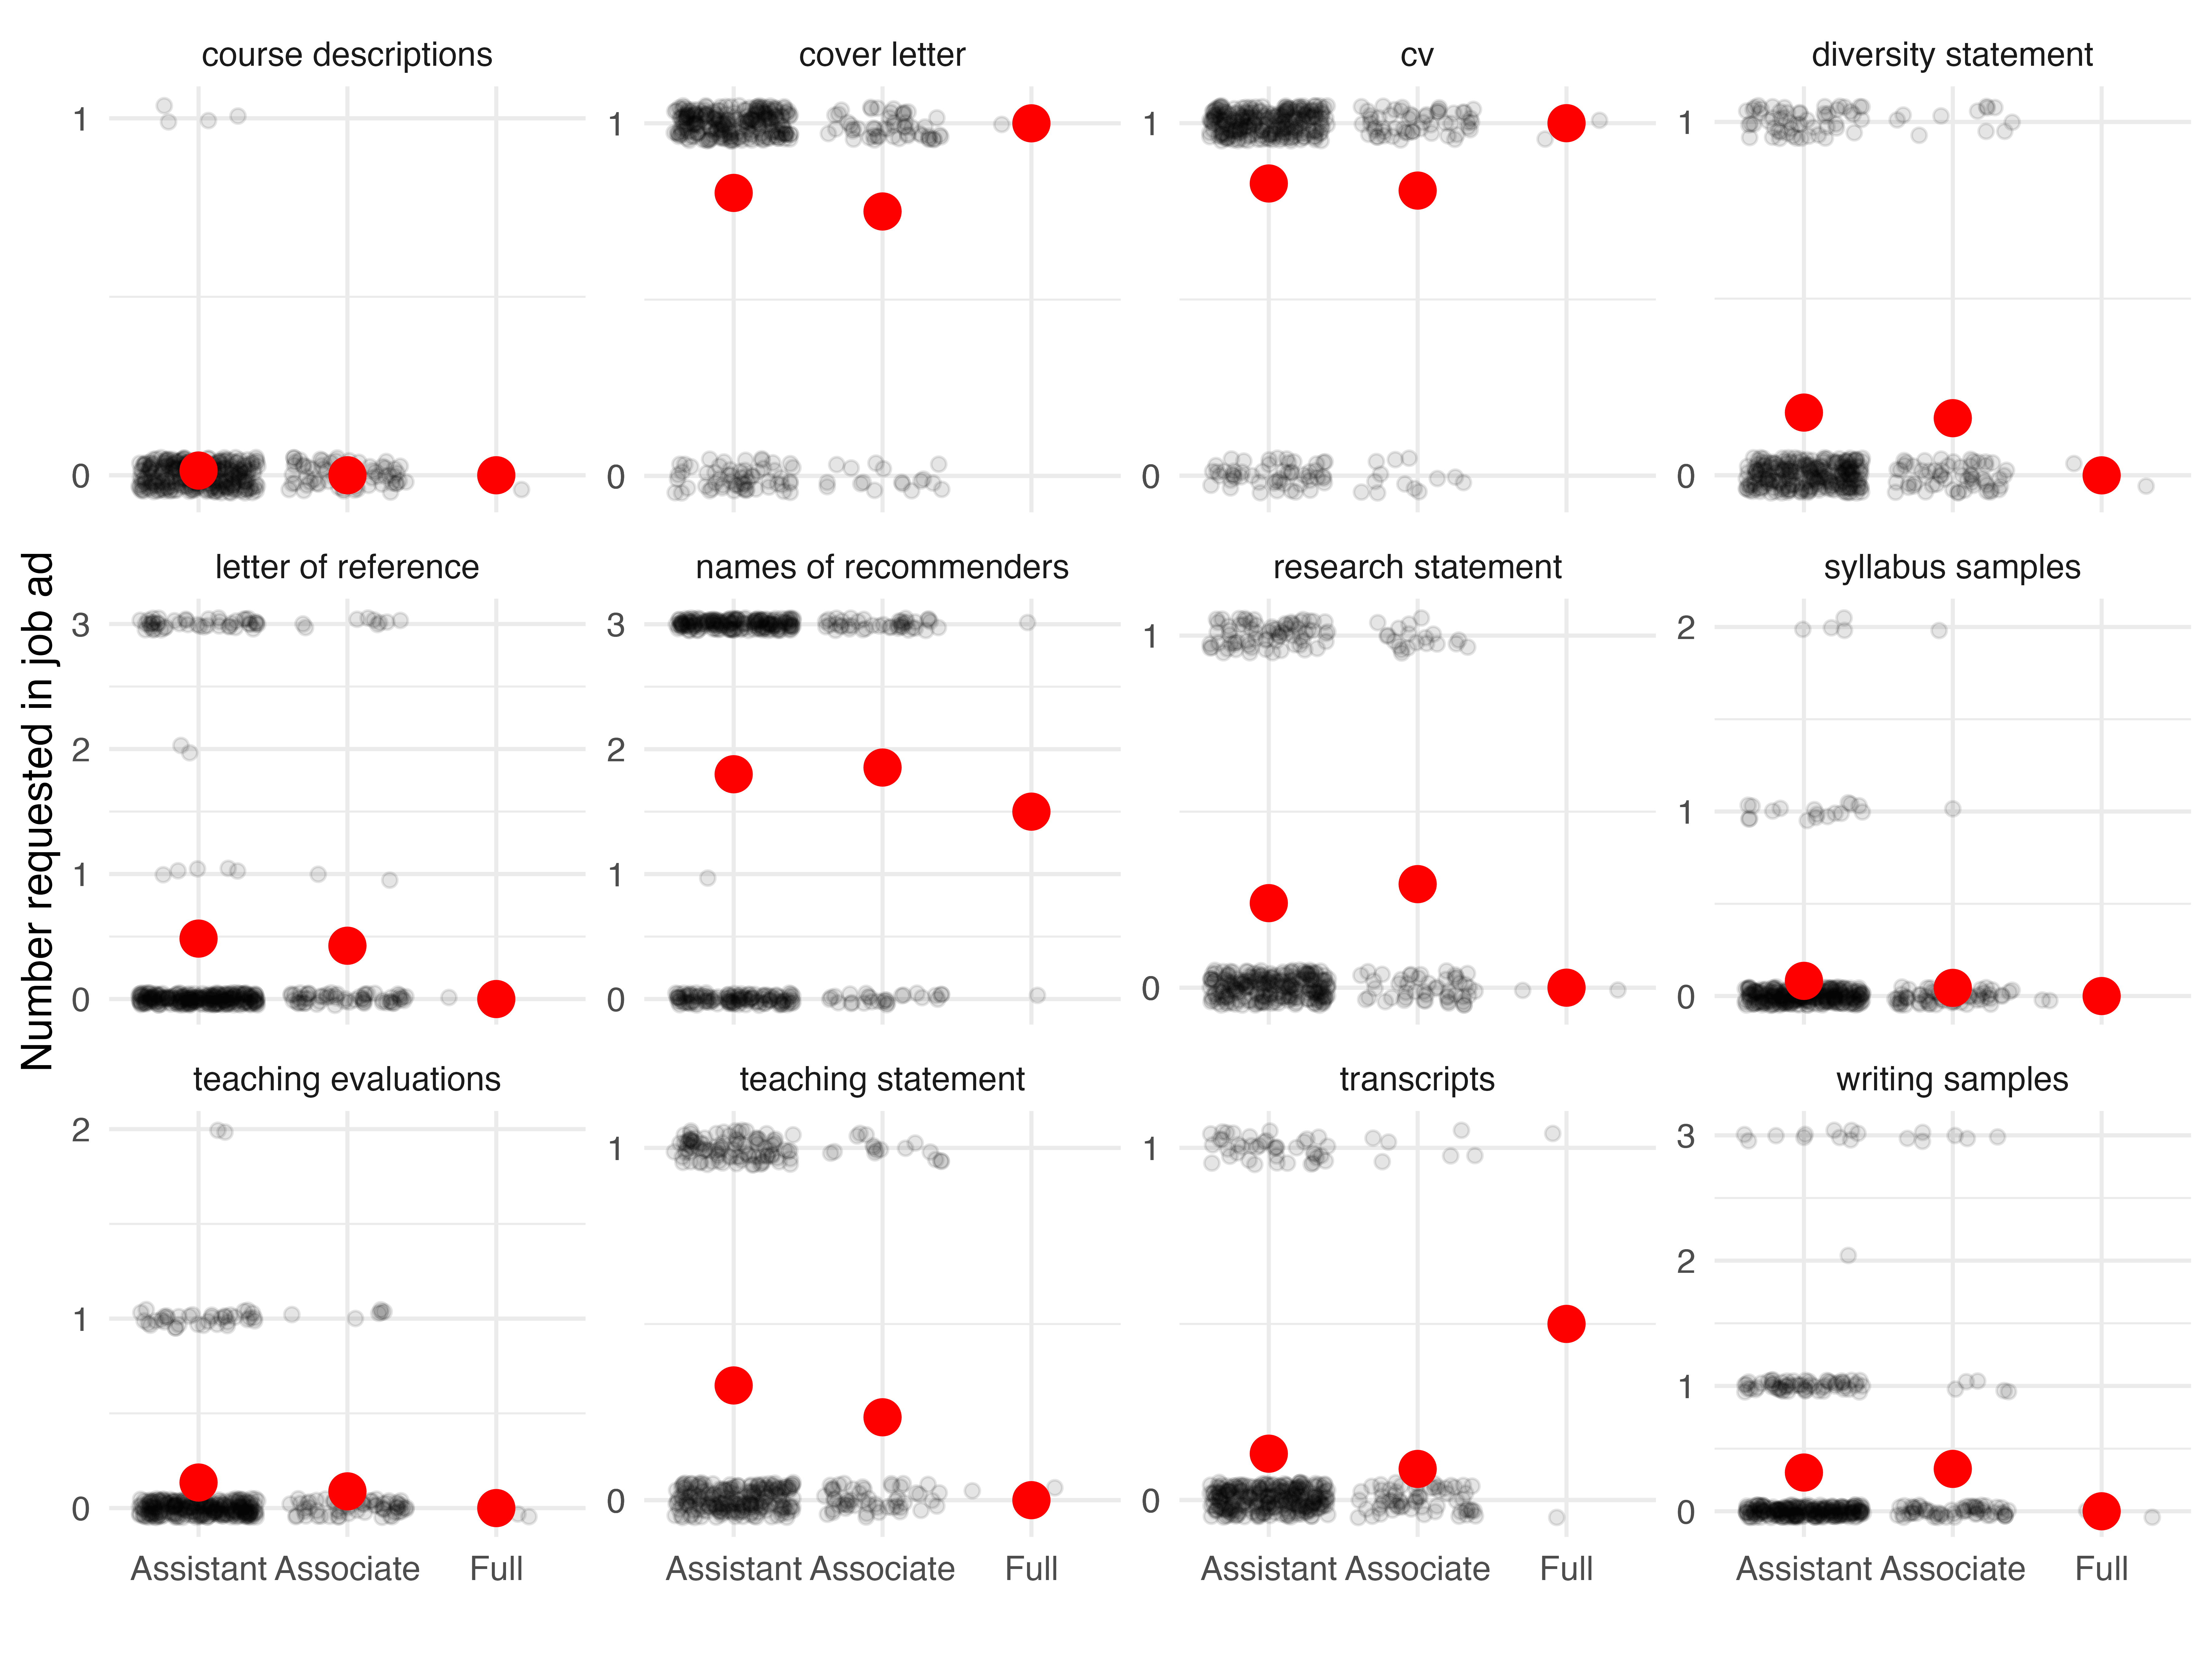 course descriptions
cover letter
cv
diversity statement
1
0
1
0
1
0
1
0
Number requested in job ad
letter of reference
names of recommenders
research statement
syllabus samples
3
2
1
0
3
2
1
0
1
0
2
1
0
teaching evaluations
teaching statement
transcripts
writing samples
2
1
0
1
0
1
0
3
2
1
0
Assistant Associate Full
Assistant Associate Full
Assistant Associate Full
Assistant Associate Full